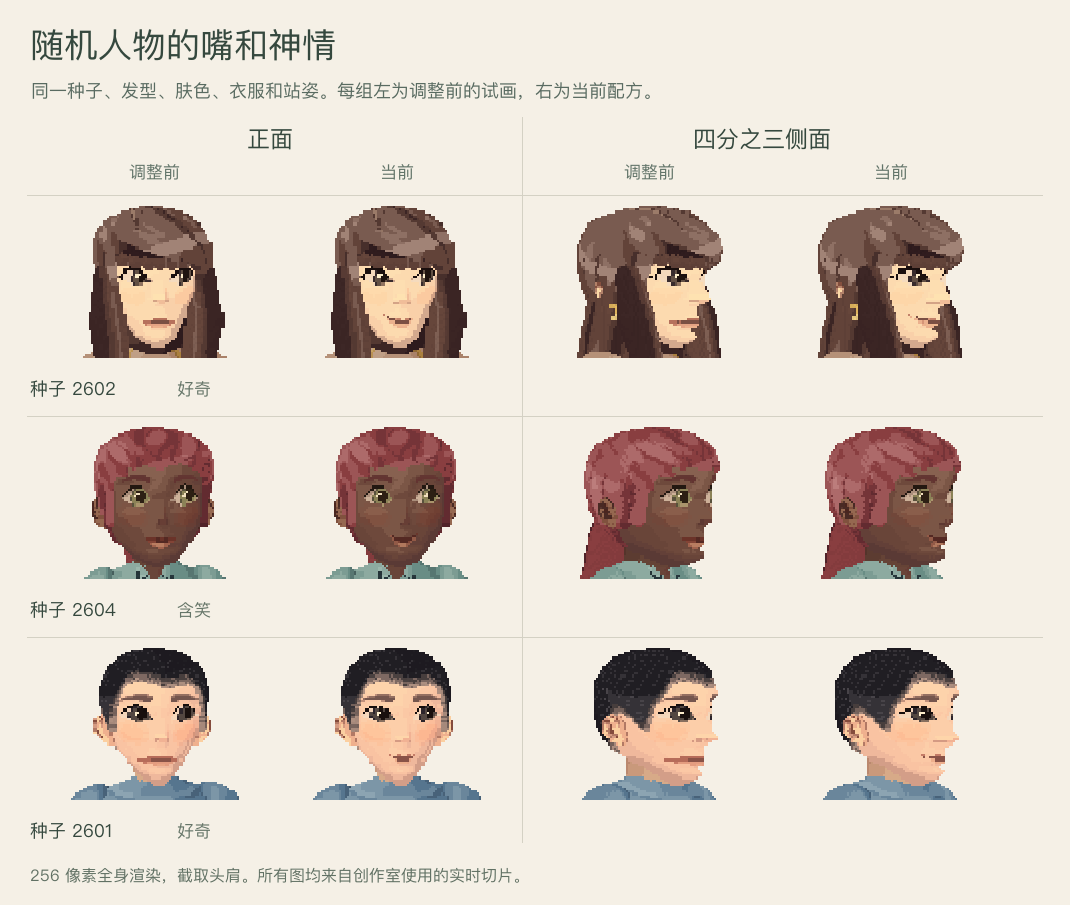 随机人物的嘴和神情
同一种子、发型、肤色、衣服和站姿。每组左为调整前的试画，右为当前配方。
正面
四分之三侧面
调整前
当前
调整前
当前
种子 2602
好奇
种子 2604
含笑
种子 2601
好奇
256 像素全身渲染，截取头肩。所有图均来自创作室使用的实时切片。